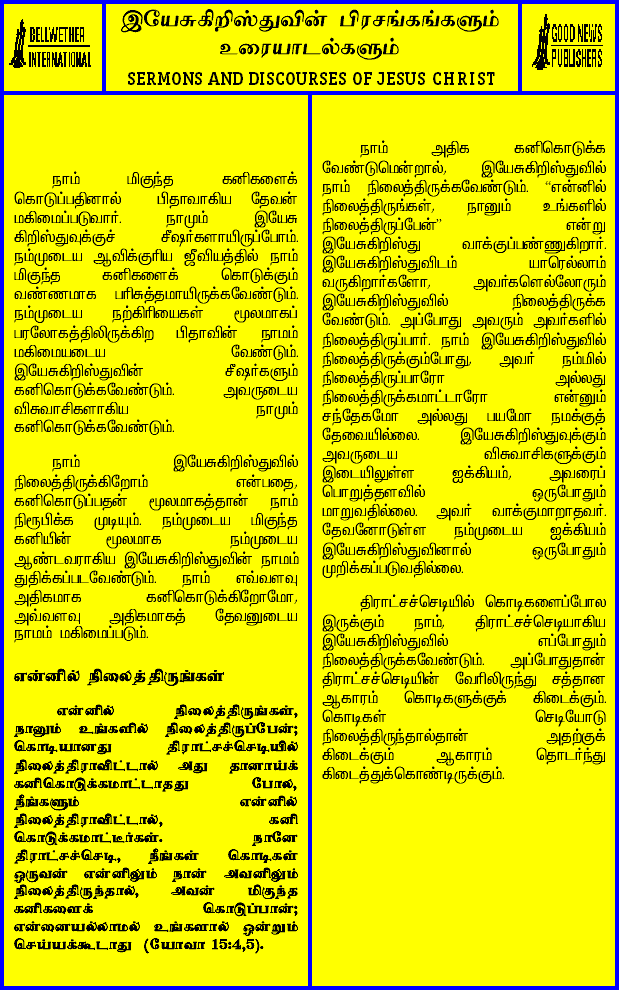 BELLWETHER
INTERNATIONAL
இயேசுகிறிஸ்துவின் பிரசங்கங்களும்
உரையாடல்களும்
SERMONS AND DISCOURSES OF JESUS CHRIST
GOOD NEWS
PUBLISHERS
நாம் மிகுந்த கனிகளைக்
கொடுப்பதினால் பிதாவாகிய தேவன்
மகிமைப்படுவார். நாமும் இயேசு
கிறிஸ்துவுக்குச் சீஷர்களாயிருப்போம்.
நம்முடைய ஆவிக்குரிய ஜீவியத்தில் நாம்
மிகுந்த கனிகளைக் கொடுக்கும்
வண்ணமாக பரிசுத்தமாயிருக்கவேண்டும்.
நம்முடைய நற்கிரியைகள் மூலமாகப்
பரலோகத்திலிருக்கிற பிதாவின் நாமம்
மகிமையடைய வேண்டும்.
இயேசுகிறிஸ்துவின் சீஷர்களும்
கனிகொடுக்கவேண்டும். அவருடைய
விசுவாசிகளாகிய நாமும்
கனிகொடுக்கவேண்டும்.
நாம் இயேசுகிறிஸ்துவில்
நிலைத்திருக்கிறோம் என்பதை,
கனிகொடுப்பதன் மூலமாகத்தான் நாம்
நிரூபிக்க முடியும். நம்முடைய மிகுந்த
கனியின் மூலமாக நம்முடைய
ஆண்டவராகிய இயேசுகிறிஸ்துவின் நாமம்
துதிக்கப்படவேண்டும். நாம் எவ்வளவு
அதிகமாக கனிகொடுக்கிறோமோ,
அவ்வளவு அதிகமாகத் தேவனுடைய
நாமம் மகிமைப்படும்.
என்னில் நிலைத்திருங்கள்
என்னில் நிலைத்திருங்கள்,
நானும் உங்களில் நிலைத்திருப்பேன்;
கொடியானது திராட்சச்செடியில்
நிலைத்திராவிட்டால் அது தானாய்க்
கனிகொடுக்கமாட்டாதது போல,
நீங்களும் என்னில்
நிலைத்திராவிட்டால், கனி
கொடுக்கமாட்டீர்கள். நானே
திராட்சச்செடி, நீங்கள் கொடிகள்
ஒருவன் என்னிலும் நான் அவனிலும்
நிலைத்திருந்தால், அவன் மிகுந்த
கனிகளைக் கொடுப்பான்;
என்னையல்லாமல் உங்களால் ஒன்றும்
செய்யக்கூடாது (யோவா 15:4,5).
நாம் அதிக கனிகொடுக்க
வேண்டுமென்றால், இயேசுகிறிஸ்துவில்
நாம் நிலைத்திருக்கவேண்டும். “என்னில்
நிலைத்திருங்கள், நானும் உங்களில்
நிலைத்திருப்பேன்” என்று
இயேசுகிறிஸ்து வாக்குப்பண்ணுகிறார்.
இயேசுகிறிஸ்துவிடம் யாரெல்லாம்
வருகிறார்களோ, அவர்களெல்லோரும்
இயேசுகிறிஸ்துவில் நிலைத்திருக்க
வேண்டும். அப்போது அவரும் அவர்களில்
நிலைத்திருப்பார். நாம் இயேசுகிறிஸ்துவில்
நிலைத்திருக்கும்போது, அவர் நம்மில்
நிலைத்திருப்பாரோ அல்லது
நிலைத்திருக்கமாட்டாரோ என்னும்
சந்தேகமோ அல்லது பயமோ நமக்குத்
தேவையில்லை. இயேசுகிறிஸ்துவுக்கும்
அவருடைய விசுவாசிகளுக்கும்
இடையிலுள்ள ஐக்கியம், அவரைப்
பொறுத்தளவில் ஒருபோதும்
மாறுவதில்லை. அவர் வாக்குமாறாதவர்.
தேவனோடுள்ள நம்முடைய ஐக்கியம்
இயேசுகிறிஸ்துவினால் ஒருபோதும்
முறிக்கப்படுவதில்லை.
திராட்சச்செடியில் கொடிகளைப்போல
இருக்கும் நாம், திராட்சச்செடியாகிய
இயேசுகிறிஸ்துவில் எப்போதும்
நிலைத்திருக்கவேண்டும். அப்போதுதான்
திராட்சச்செடியின் வேரிலிருந்து சத்தான
ஆகாரம் கொடிகளுக்குக் கிடைக்கும்.
கொடிகள் செடியோடு
நிலைத்திருந்தால்தான் அதற்குக்
கிடைக்கும் ஆகாரம் தொடர்ந்து
கிடைத்துக்கொண்டிருக்கும்.